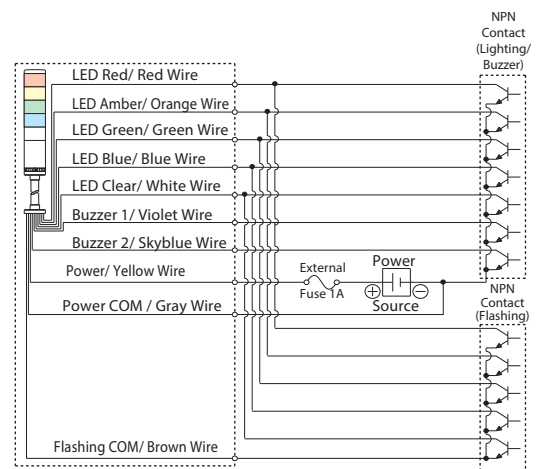 NPN
Contact
(Lighting/
Buzzer)
LED Red/ Red Wire
LED Amber/ Orange Wire
LED Green/ Green Wire
LED Blue/ Blue Wire
LED Clear/ White Wire
Buzzer 1/ Violet Wire
Buzzer 2/ Skyblue Wire
Power/ Yellow Wire
External
Fuse 1A
Power
Source
Power COM / Gray Wire
NPN
Contact
(Flashing)
Flashing COM/ Brown Wire